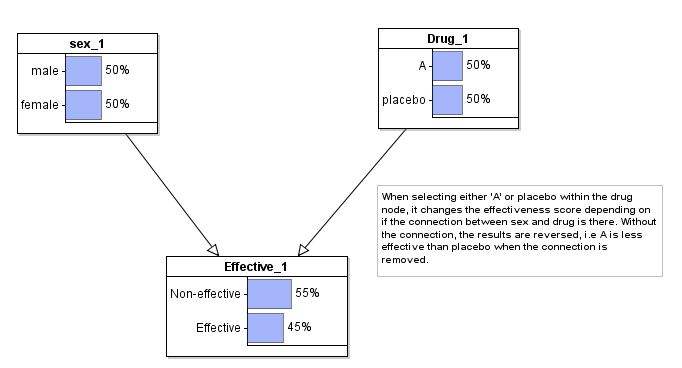 sex_1
male 50%
female 50%
Drug_1
A 50%
placebo 50%
When selecting either 'A' or placebo within the drug
node, it changes the effectiveness score depending on
if the connection between sex and drug is there. Without
the connection, the results are reversed, i.e A is less
effective than placebo when the connection is
removed.
Effective_1
Non-effective 55%
Effective 45%